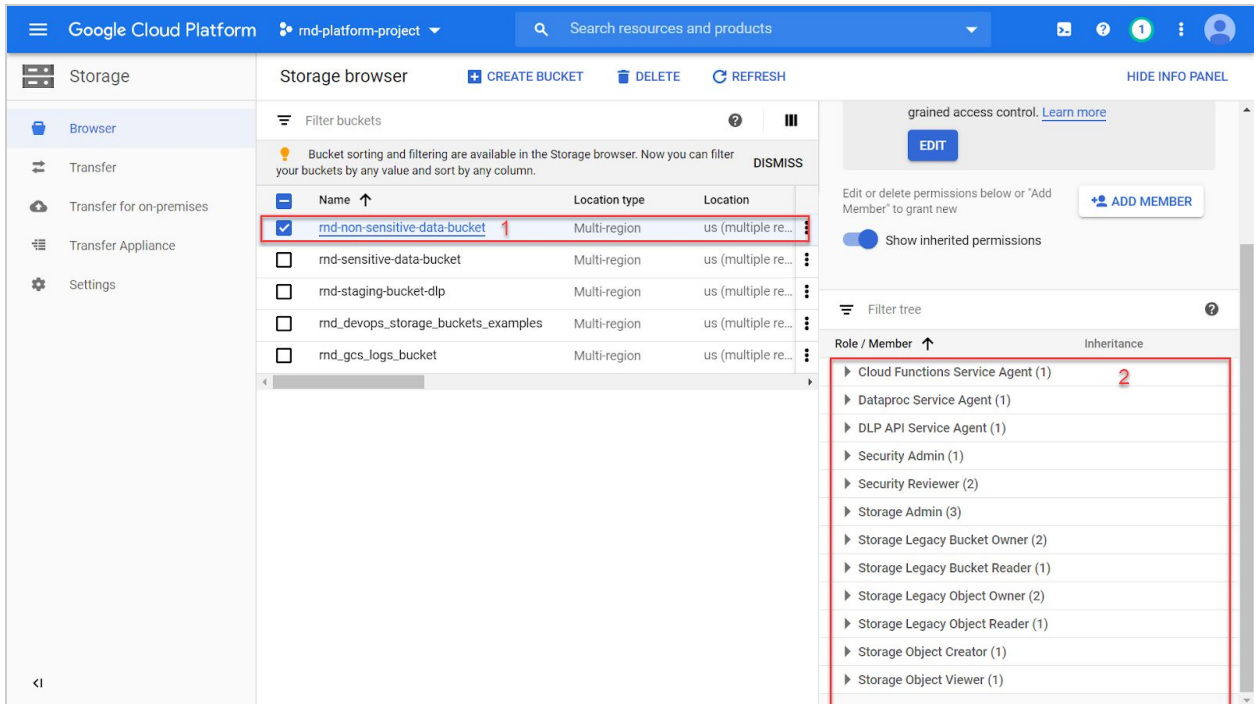 Google Cloud Platform
rnd-platform-project
Search resources and products
1
Storage
Storage browser
CREATE BUCKET
DELETE
REFRESH
HIDE INFO PANEL
Browser
Transfer
Transfer for on-premises
Transfer Appliance
Settings
Filter buckets
Bucket sorting and filtering are available in the Storage browser. Now you can filter
your buckets by any value and sort by any column.
DISMISS
Name Location type Location
rnd-non-sensitive-data-bucket 1 Multi-region us (multiple re...
rnd-sensitive-data-bucket Multi-region us (multiple re...
rnd-staging-bucket-dlp Multi-region us (multiple re...
rnd_devops_storage_buckets_examples Multi-region us (multiple re...
rnd_gcs_logs_bucket Multi-region us (multiple re...
grained access control. Learn more
EDIT
Edit or delete permissions below or "Add
Member" to grant new
ADD MEMBER
Show inherited permissions
Filter tree
Role / Member Inheritance
Cloud Functions Service Agent (1)
2
Dataproc Service Agent (1)
DLP API Service Agent (1)
Security Admin (1)
Security Reviewer (2)
Storage Admin (3)
Storage Legacy Bucket Owner (2)
Storage Legacy Bucket Reader (1)
Storage Legacy Object Owner (2)
Storage Legacy Object Reader (1)
Storage Object Creator (1)
Storage Object Viewer (1)